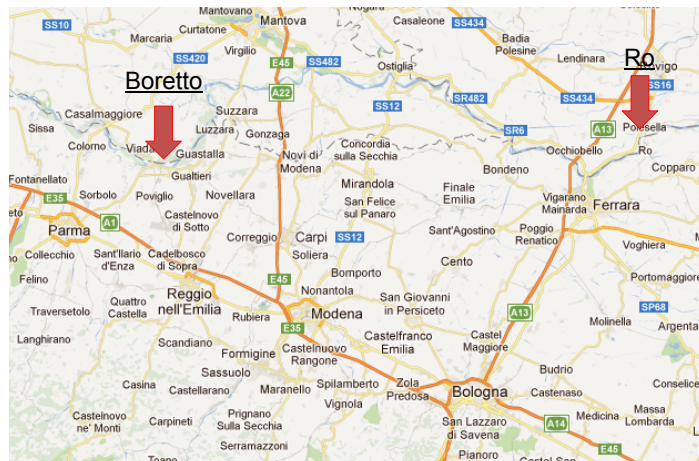 SS10
Curtatone
Mantova
Casaleone
SS434
Marcaria
Virgilio
Badia
Polesine
SS420
E45
SS482
Ostiglia
Lendinara
Rovigo
Boretto
Ro
A22
SS12
SR482
SS434
SS16
Casalmaggiore
Suzzara
Sissa
Luzzara
Gonzaga
SR6
A13
Polesella
Colorno
Viada
Guastalla
Concordia
sulla Secchia
Occhiobello
Ro
Fontanellato
Gualtieri
Novi di
Modena
Bondeno
Copparo
Sorbolo
Poviglio
Novellara
Mirandola
Finale
Emilia
Vigarano
Mainarda
E35
A1
Castelnovo
di Sotto
San Felice
sul Panaro
Ferrara
Parma
Correggio
Carpi
SS12
Sant'Agostino
Poggio
Renatico
Voghiera
Collecchio
Sant'Ilario
d'Enza
Cadelbosco
di Sopra
Soliera
Cento
Felino
E45
Bomporto
Portomaggiore
Reggio
nell'Emilia
Nonantola
San Giovanni
in Persiceto
A13
SP68
Traversetolo
Quattro
Castella
Rubiera
E35
Modena
Molinella
Argenta
Langhirano
Scandiano
Castelfranco
Emilia
Castel
Maggiore
Formigine
Castelnuovo
Rangone
Budrio
Sassuolo
Casina
Castellarano
Maranello
Spilamberto
Zola
Predosa
Bologna
Castenaso
Conselice
Vignola
Castelnovo
ne' Monti
Carpineti
Prignano
Sulla Secchia
San Lazzaro
di Savena
A14
Medicina
Massa
Lombarda
Serramazzoni
Pianoro
E45